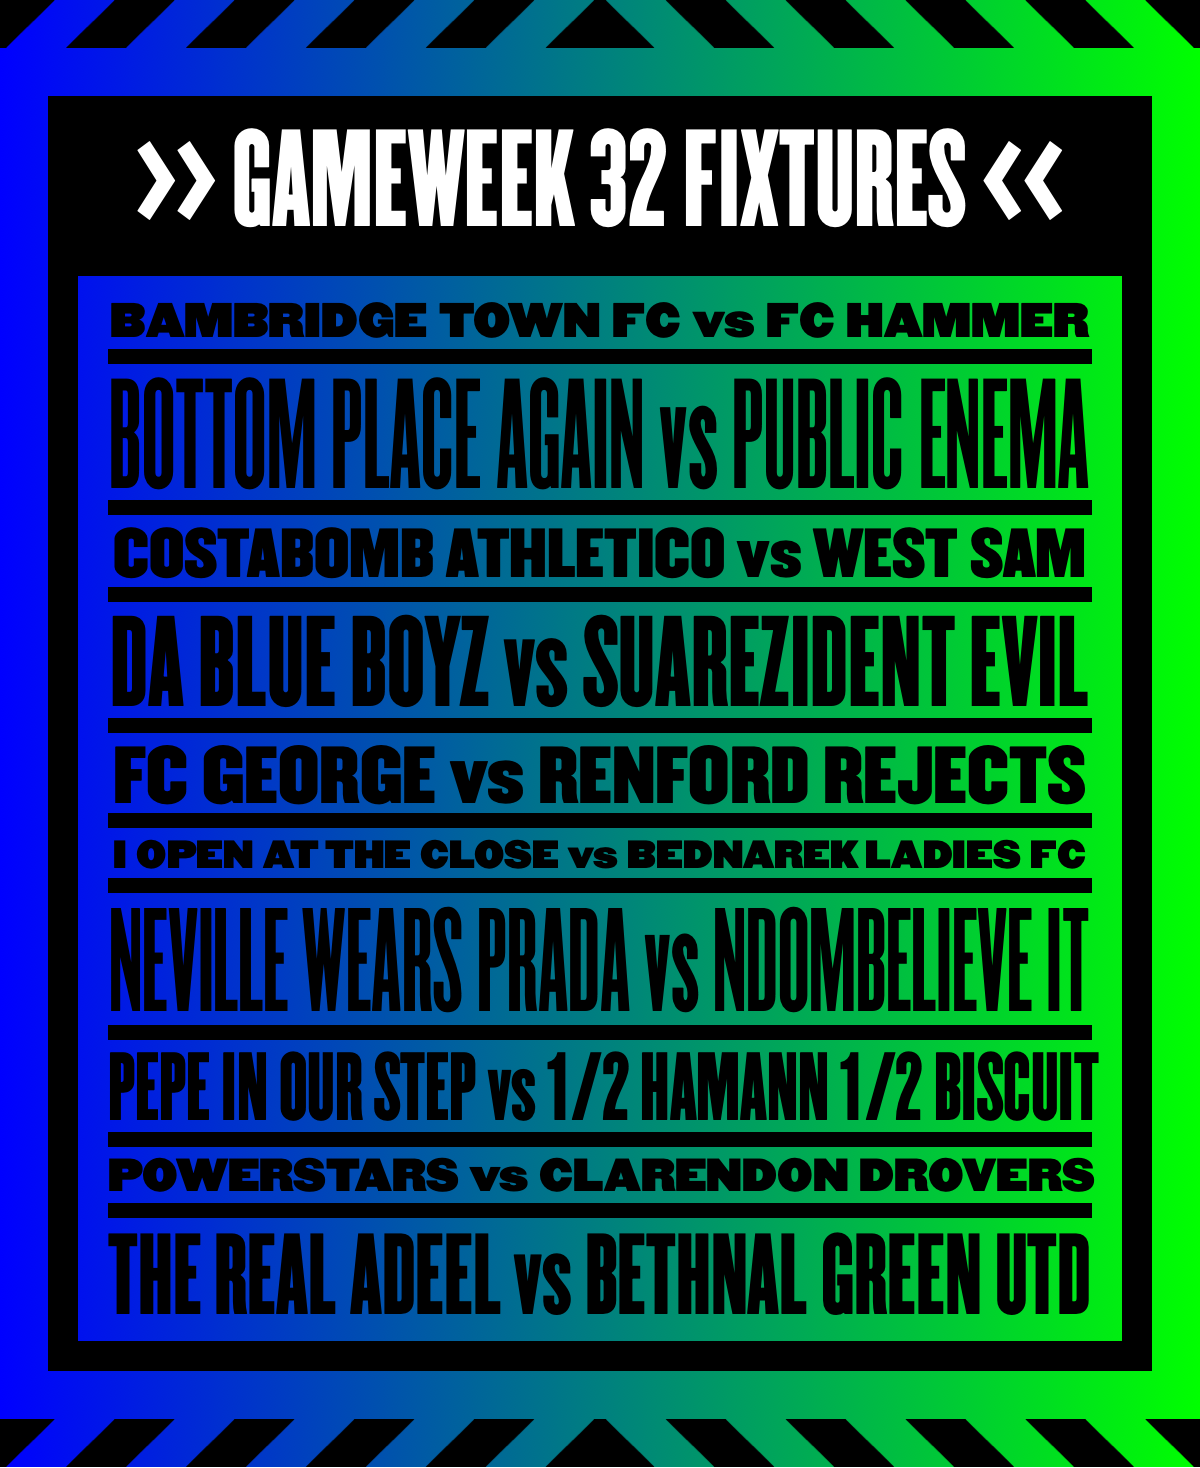 >> GAMEWEEK 32 FIXTURES <<
BAMBRIDGE TOWN FC vs FC HAMMER
BOTTOM PLACE AGAIN vs PUBLIC ENEMA
COSTABOMB ATHLETICO vs WEST SAM
DA BLUE BOYZ vs SUAREZIDENT EVIL
FC GEORGE vs RENFORD REJECTS
I OPEN AT THE CLOSE vs BEDNAREK LADIES FC
NEVILLE WEARS PRADA vs NDOMBELIEVE IT
PEPE IN OUR STEP vs 1/2 HAMANN 1/2 BISCUIT
POWERSTARS vs CLARENDON DROVERS
THE REAL ADEEL vs BETHNAL GREEN UTD